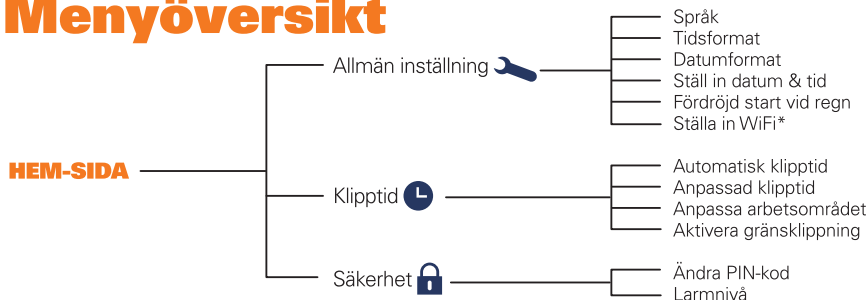 Menyöversikt
HEM-SIDA
Allmän inställning
Språk
Tidsformat
Datumformat
Ställ in datum & tid
Fördröjd start vid regn
Ställa in WiFi*
Klipptid
Automatisk klipptid
Anpassad klipptid
Anpassa arbetsområdet
Aktivera gränsklippning
Säkerhet
Ändra PIN-kod
Larmnivå